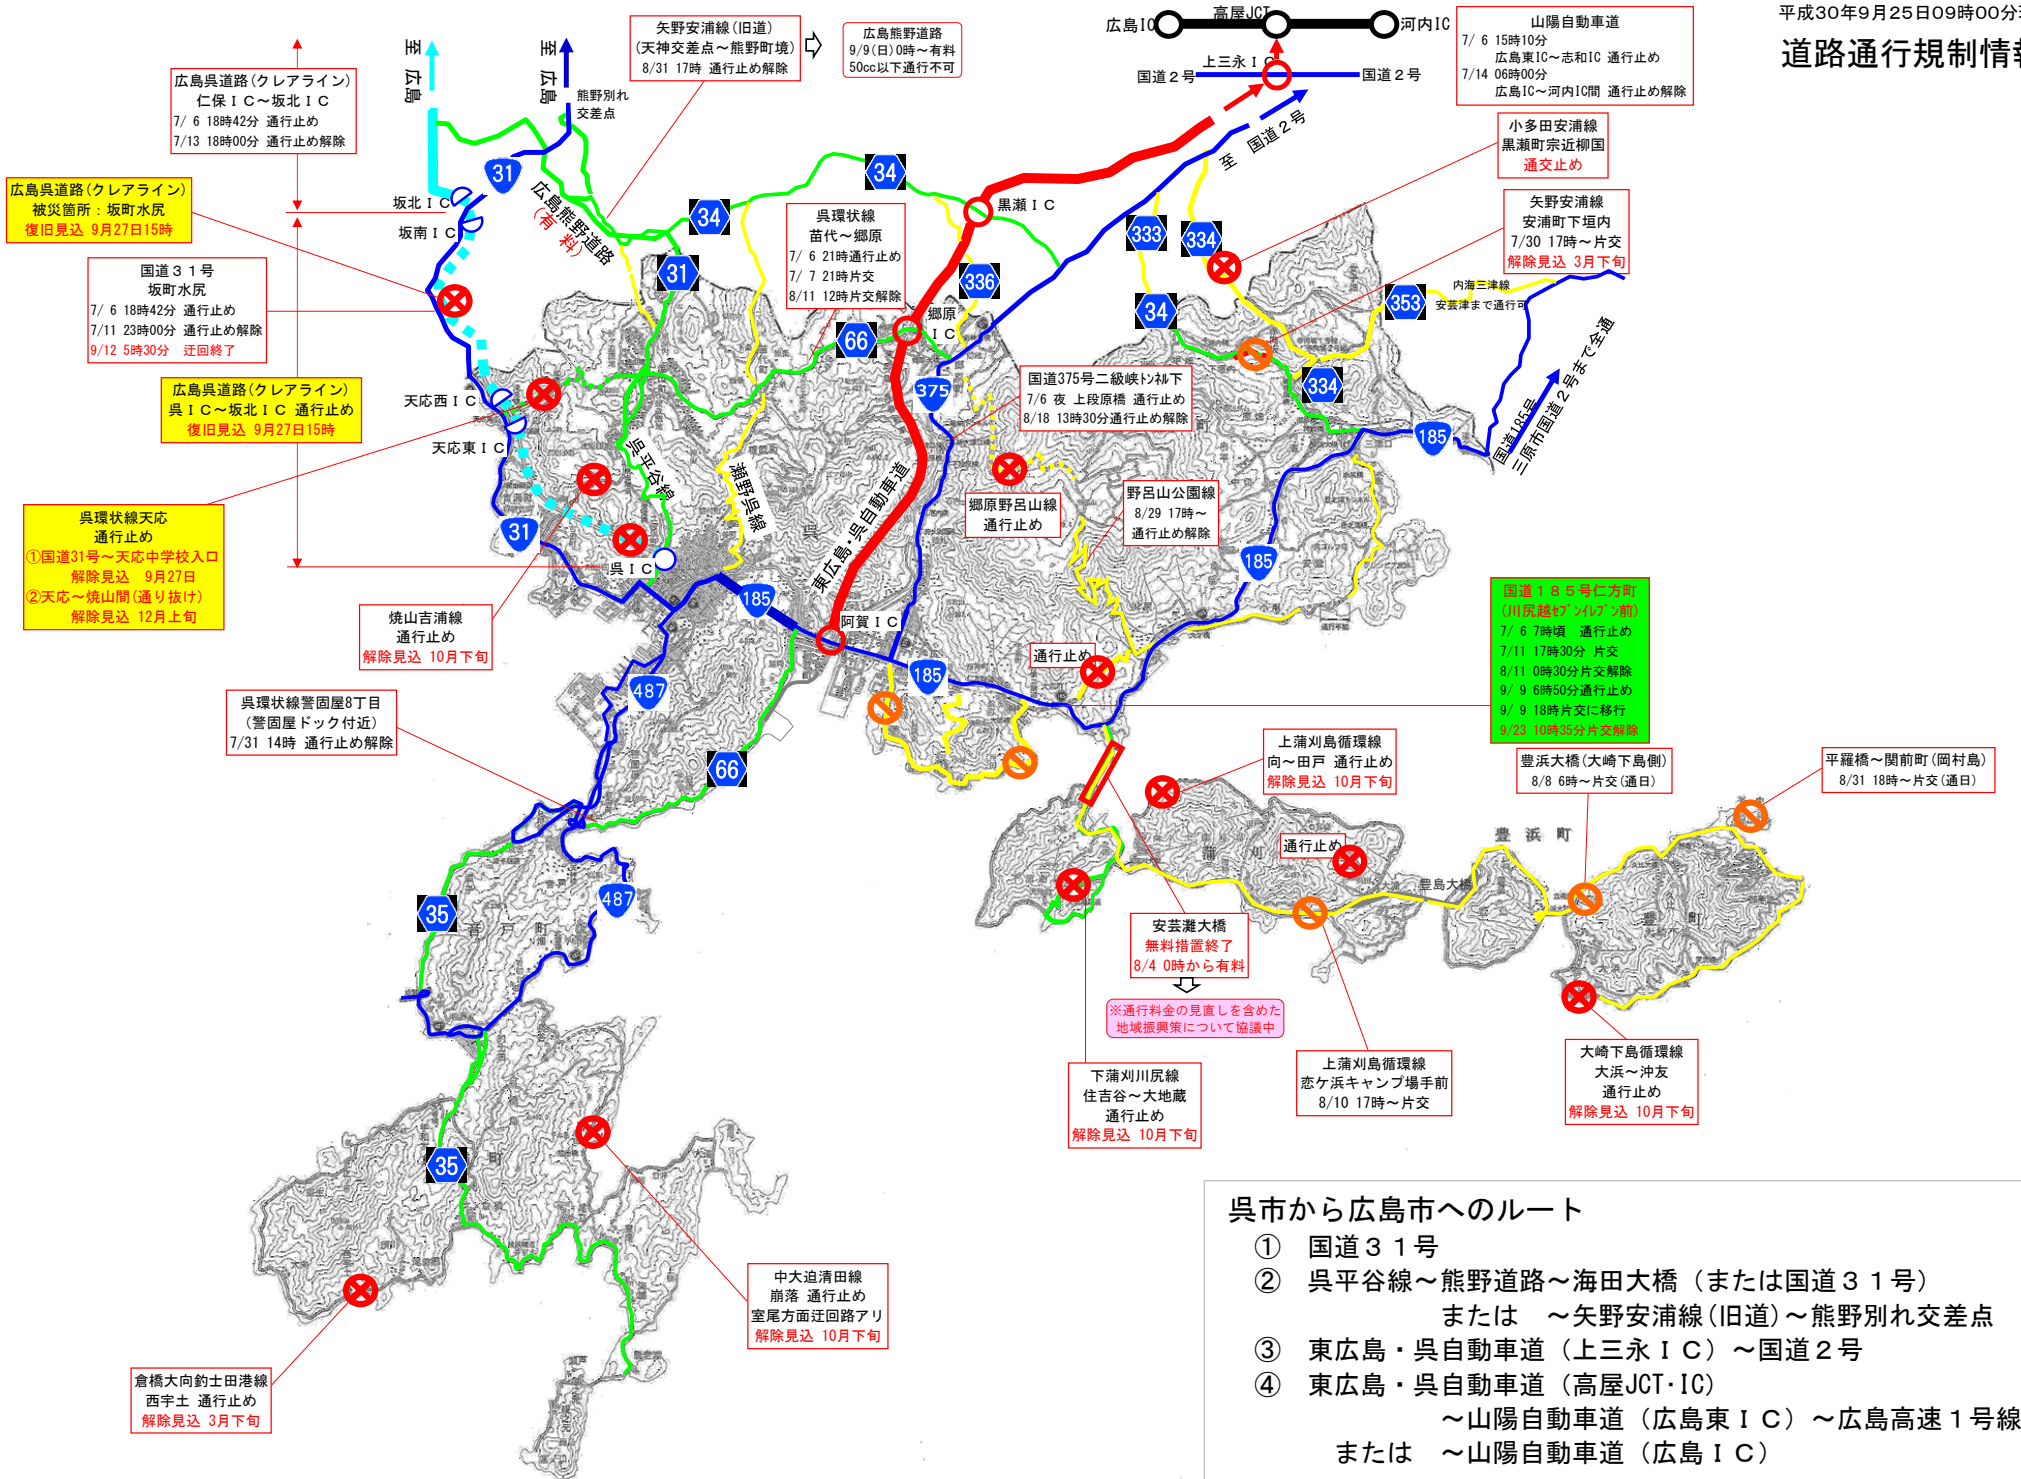 平成30年9月25日09時00分
道路通行規制情
広島IC
高屋JCT
河内IC
上三永ＩＣ
国道２号
国道２号
山陽自動車道
7/ 6 15時10分
広島東IC～志和IC 通行止め
7/14 06時00分
広島IC～河内IC間 通行止め解除
矢野安浦線(旧道)
(天神交差点～熊野町境)
8/31 17時 通行止め解除
広島熊野道路
9/9(日)0時～有料
50cc以下通行不可
至 広島
至 広島
熊野別れ
交差点
広島呉道路(クレアライン)
仁保ＩＣ～坂北ＩＣ
7/ 6 18時42分 通行止め
7/13 18時00分 通行止め解除
小多田安浦線
黒瀬町宗近柳国
通交止め
至 国道２号
広島呉道路(クレアライン)
被災箇所：坂町水尻
復旧見込 9月27日15時
坂北ＩＣ
坂南ＩＣ
31
広島熊野道路
(有 料)
34
34
黒瀬ＩＣ
呉環状線
苗代～郷原
7/ 6 21時通行止め
7/ 7 21時片交
8/11 12時片交解除
矢野安浦線
安浦町下垣内
7/30 17時～片交
解除見込 3月下旬
国道３１号
坂町水尻
7/ 6 18時42分 通行止め
7/11 23時00分 通行止め解除
9/12 5時30分 迂回終了
31
336
333
334
34
353
内海三津線
安芸津まで通行可
郷原
ＩＣ
66
広島呉道路(クレアライン)
呉ＩＣ～坂北ＩＣ 通行止め
復旧見込 9月27日15時
天応西ＩＣ
天応東ＩＣ
375
国道375号二級峡ﾄﾝﾈﾙ下
7/6 夜 上段原橋 通行止め
8/18 13時30分通行止め解除
334
185
国道185号
三原市国道２号まで全通
呉平谷線
瀬野呉線
東広島・呉自動車道
呉
郷原野呂山線
通行止め
野呂山公園線
8/29 17時～
通行止め解除
呉環状線天応
通行止め
①国道31号～天応中学校入口
解除見込 9月27日
②天応～焼山間(通り抜け)
解除見込 12月上旬
31
呉ＩＣ
185
185
阿賀ＩＣ
焼山吉浦線
通行止め
解除見込 10月下旬
国道１８５号仁方町
(川尻越ｾﾌﾞﾝｲﾚﾌﾞﾝ前)
7/ 6 7時頃 通行止め
7/11 17時30分 片交
8/11 0時30分片交解除
9/ 9 6時50分通行止め
9/ 9 18時片交に移行
9/23 10時35分片交解除
通行止め
185
487
呉環状線警固屋8丁目
(警固屋ドック付近)
7/31 14時 通行止め解除
66
上蒲刈島循環線
向～田戸 通行止め
解除見込 10月下旬
豊浜大橋(大崎下島側)
8/8 6時～片交(通日)
平羅橋～関前町(岡村島)
8/31 18時～片交(通日)
蒲 刈
通行止め
豊 浜 町
豊島大橋
豊 町
487
35
音 戸 町
安芸灘大橋
無料措置終了
8/4 0時から有料
※通行料金の見直しを含めた
地域振興策について協議中
下蒲刈川尻線
住吉谷～大地蔵
通行止め
解除見込 10月下旬
上蒲刈島循環線
恋ケ浜キャンプ場手前
8/10 17時～片交
大崎下島循環線
大浜～沖友
通行止め
解除見込 10月下旬
35
町
中大迫清田線
崩落 通行止め
室尾方面迂回路アリ
解除見込 10月下旬
倉橋大向釣士田港線
西宇土 通行止め
解除見込 3月下旬
呉市から広島市へのルート
① 国道３１号
② 呉平谷線～熊野道路～海田大橋（または国道３１号）
または ～矢野安浦線(旧道)～熊野別れ交差点
③ 東広島・呉自動車道（上三永ＩＣ）～国道２号
④ 東広島・呉自動車道（高屋JCT・IC）
～山陽自動車道（広島東ＩＣ）～広島高速１号線
または ～山陽自動車道（広島ＩＣ）